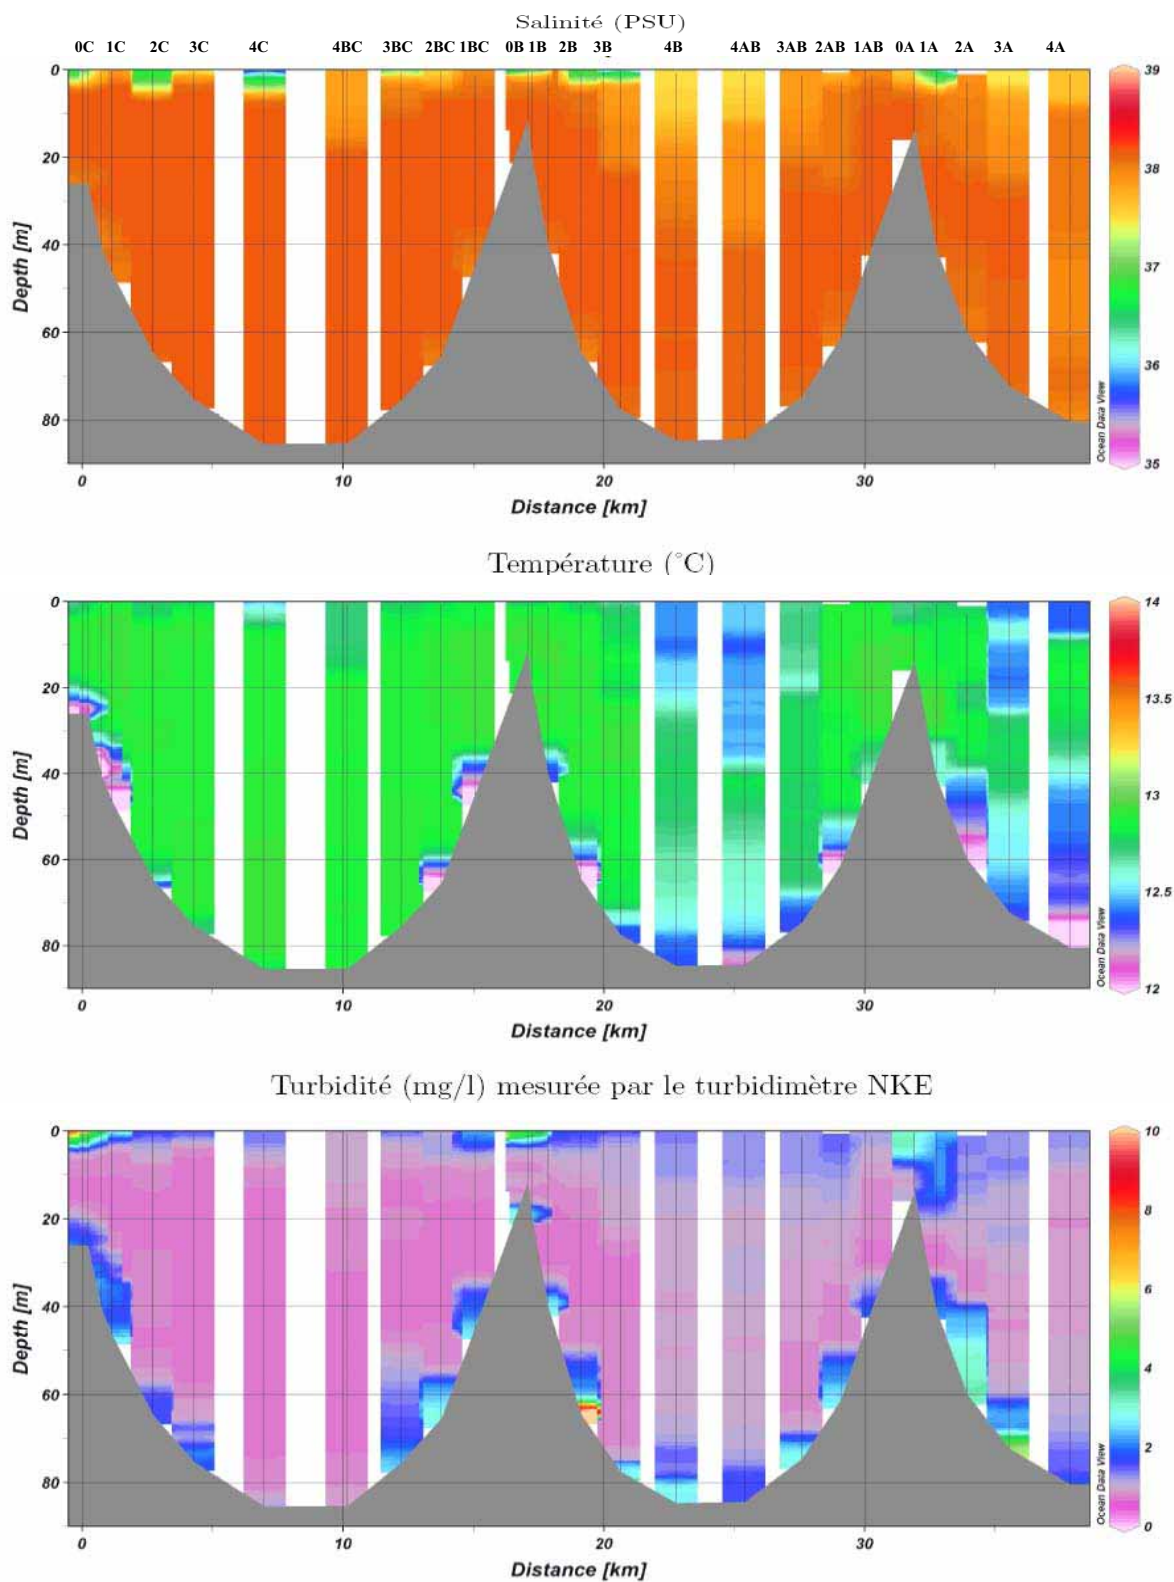 Salinité (PSU)
0C 1C 2C 3C 4C 4BC 3BC 2BC 1BC 0B 1B 2B 3B 4B 4AB 3AB 2AB 1AB 0A 1A 2A 3A 4A
0
20
40
60
80
Depth [m]
0 10 20 30
Distance [km]
39
38
37
36
35
Ocean Data View
Température (°C)
0
20
40
60
80
Depth [m]
0 10 20 30
Distance [km]
14
13.5
13
12.5
12
Ocean Data View
Turbidité (mg/l) mesurée par le turbidimètre NKE
0
20
40
60
80
Depth [m]
0 10 20 30
Distance [km]
10
8
6
4
2
0
Ocean Data View